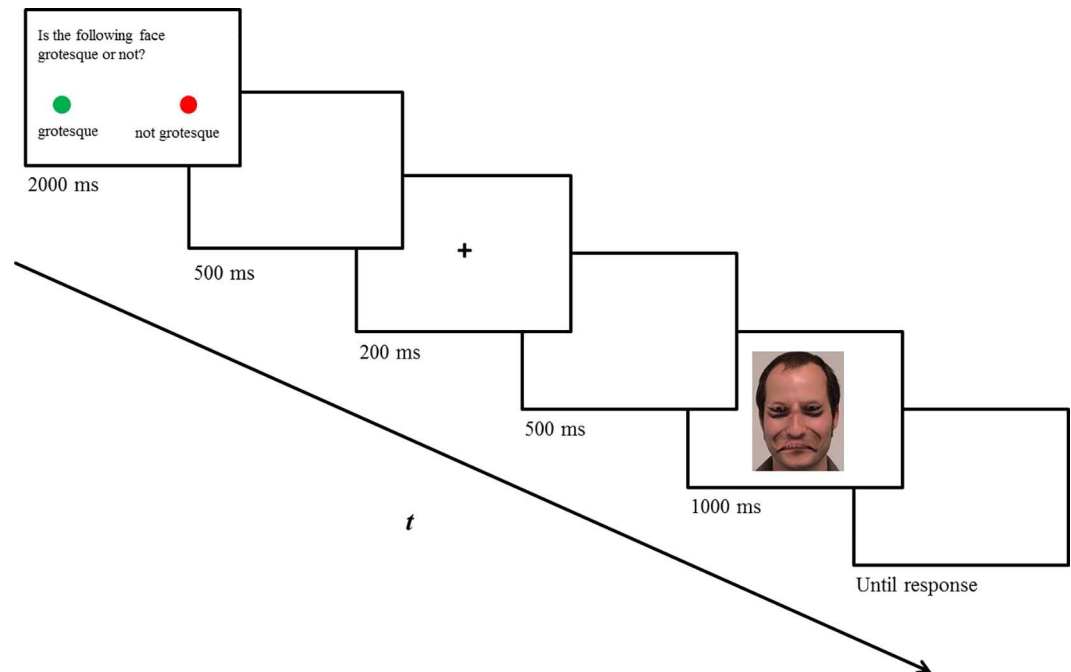 Is the following face
grotesque or not?
grotesque
not grotesque
2000 ms
500 ms
+
200 ms
500 ms
1000 ms
t
Until response